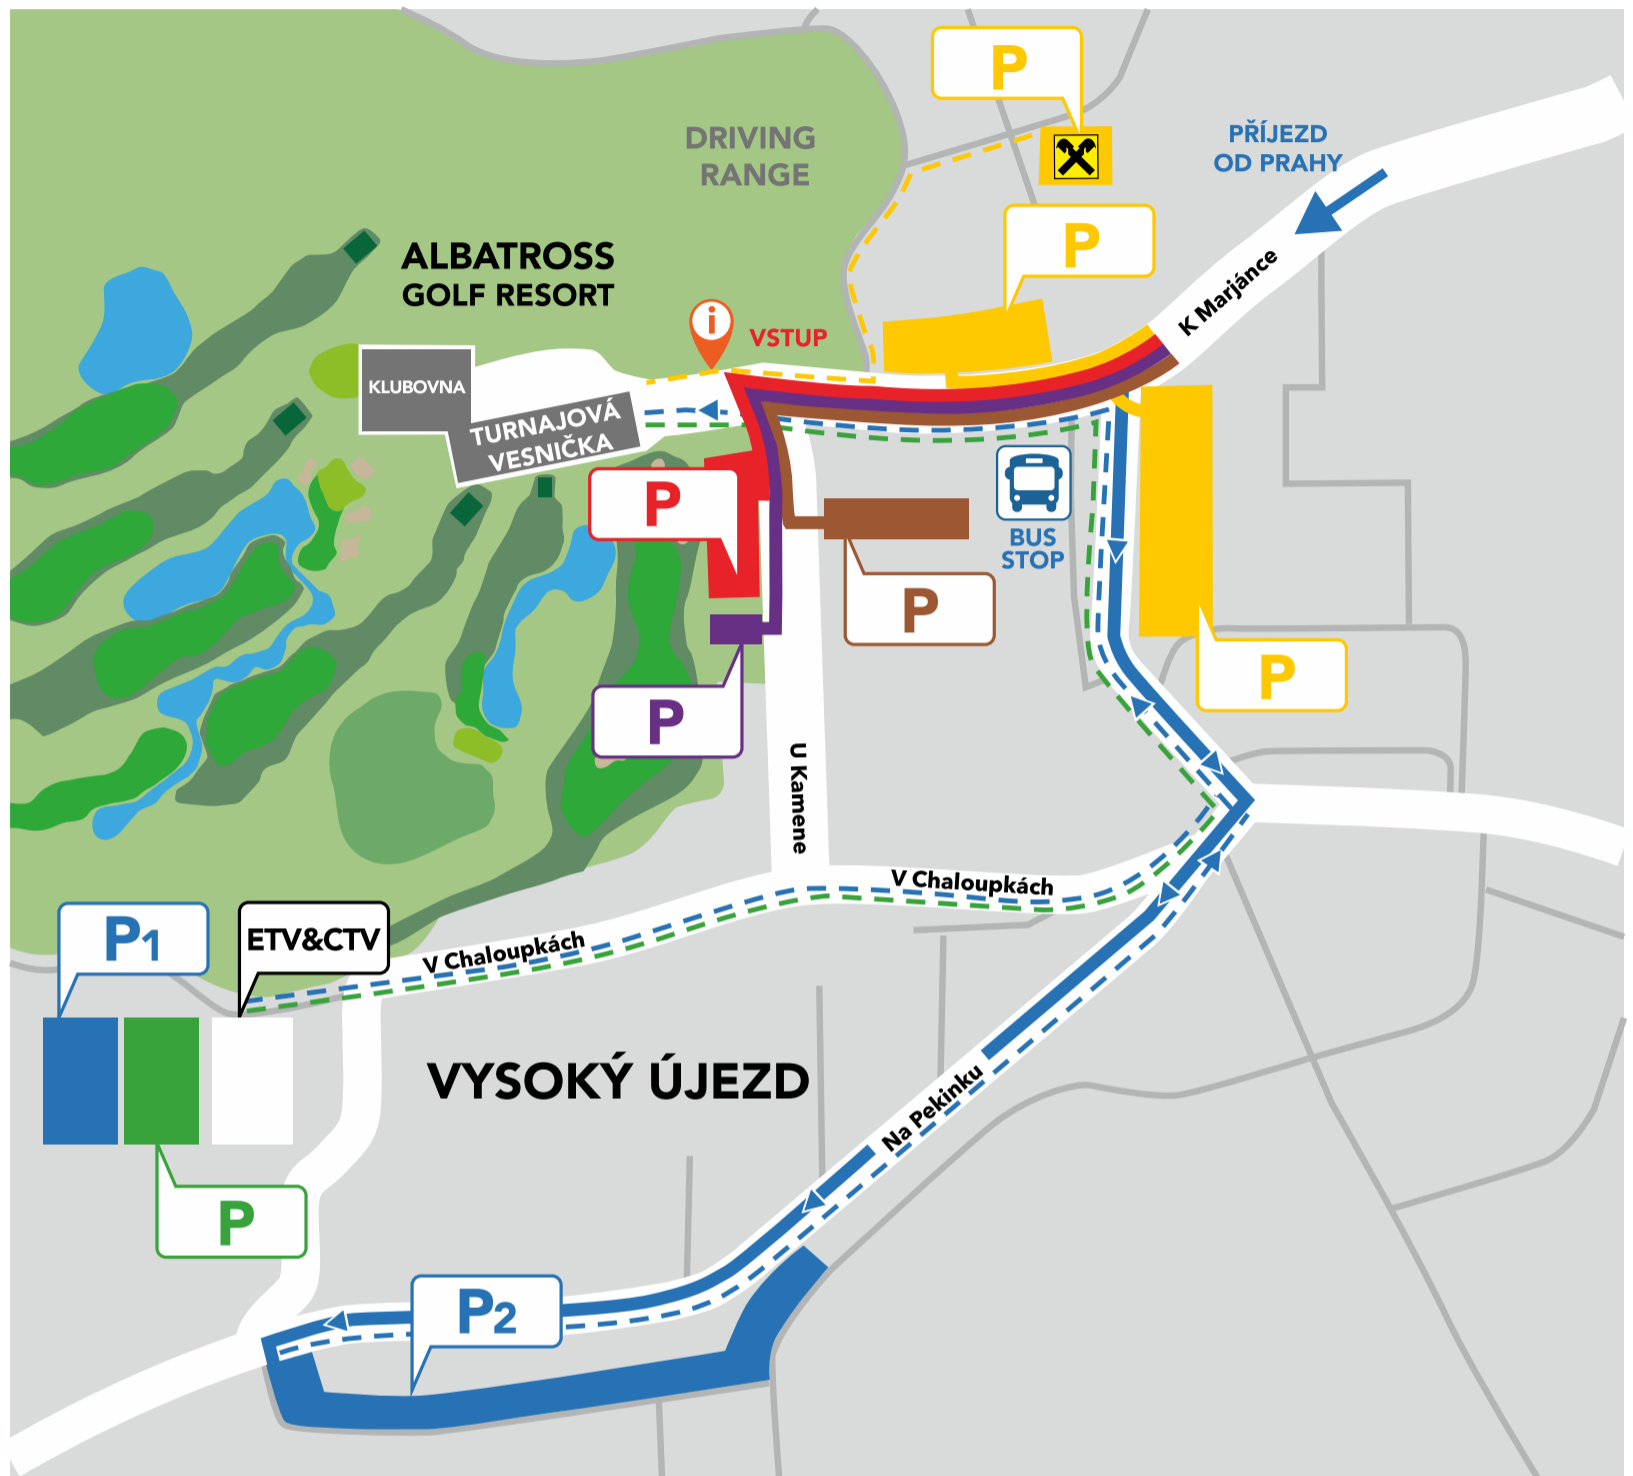 P
DRIVING
RANGE
PŘÍJEZD
OD PRAHY
P
ALBATROSS
GOLF RESORT
K Marjánce
i
VSTUP
KLUBOVNA
TURNAJOVÁ
VESNIČKA
P
BUS
STOP
P
P
P
U Kamene
V Chaloupkách
P1
ETV&CTV
V Chaloupkách
VYSOKÝ ÚJEZD
Na Pekinku
P
P2